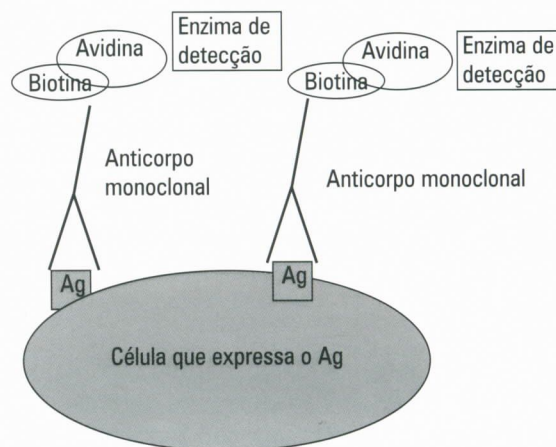 Avidina
Biotina
Enzima de
detecção
Avidina
Biotina
Enzima de
detecção
Anticorpo
monoclonal
Anticorpo monoclonal
Ag
Ag
Célula que expressa o Ag